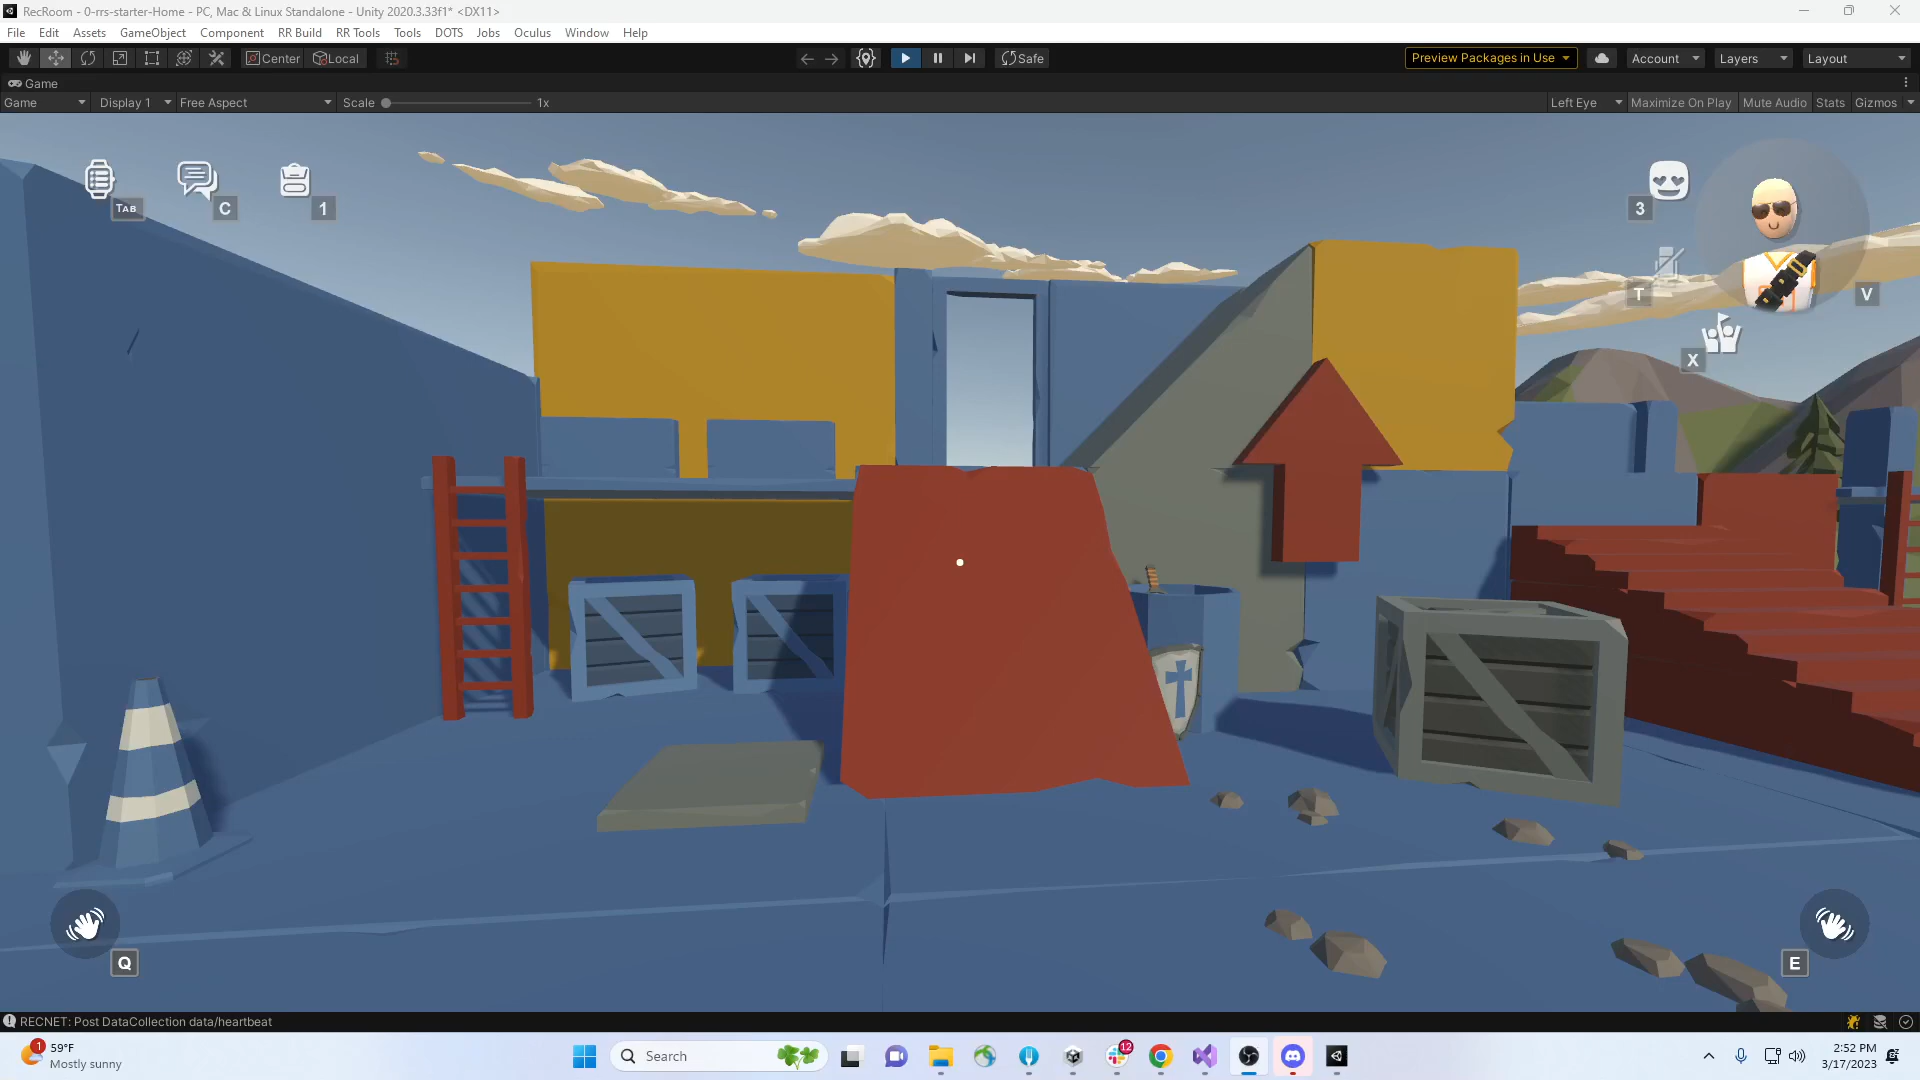 RecRoom - 0-rrs-starter-Home - PC, Mac & Linux Standalone - Unity 2020.3.33f1* <DX11>
File Edit Assets GameObject Component RR Build RR Tools Tools DOTS Jobs Oculus Window Help
Center Local Safe Preview Packages in Use Account Layers Layout
Game
Game Display 1 Free Aspect Scale 1x Left Eye Maximize On Play Mute Audio Stats Gizmos
TAB C 1 3
T V
X
Q E
RECNET: Post DataCollection data/heartbeat
1 59°F
Mostly sunny
Search
12
2:52 PM
3/17/2023